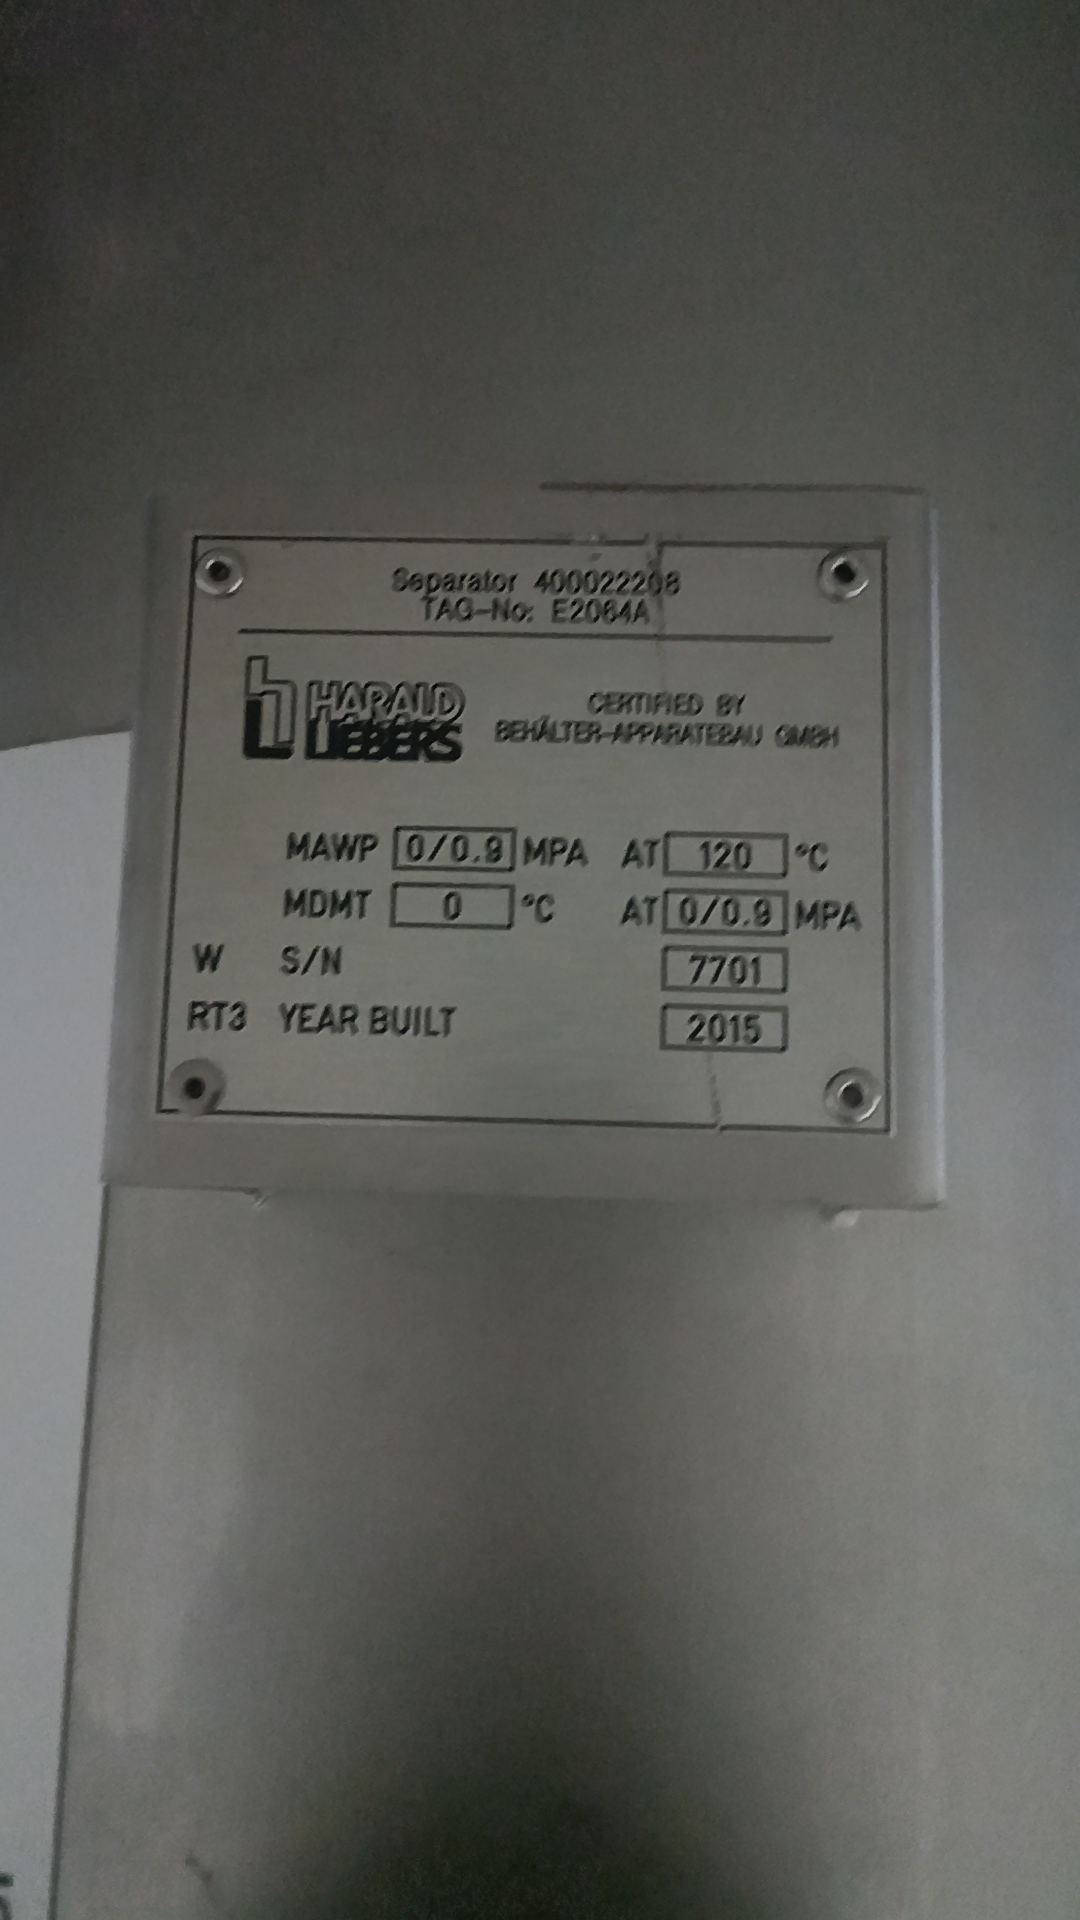 Separator 400022208
TAG-No: E2064A
HARALD
LIEBERS
CERTIFIED BY
BEHÄLTER-APPARATEBAU GMBH
MAWP 0/0.9 MPA AT 120 °C
MDMT 0 °C AT 0/0.9 MPA
W S/N 7701
RT3 YEAR BUILT 2015